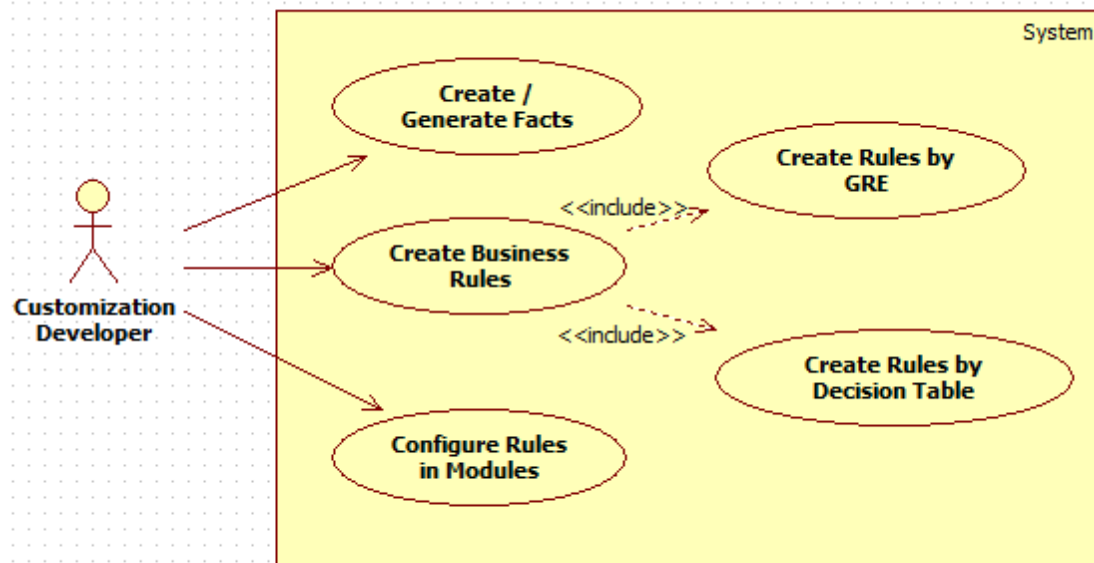 System
Create /
Generate Facts
Create Rules by
GRE
<<include>>
Create Business
Rules
Customization
Developer
<<include>>
Create Rules by
Decision Table
Configure Rules
in Modules